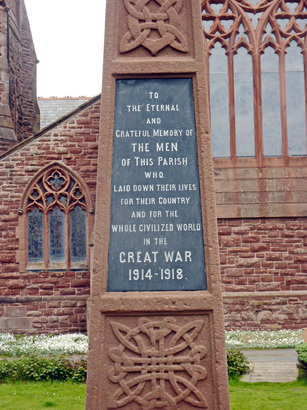 TO
THE ETERNAL
AND
GRATEFUL MEMORY OF
THE MEN
OF THIS PARISH
WHO
LAID DOWN THEIR LIVES
FOR THEIR COUNTRY
AND FOR THE
WHOLE CIVILIZED WORLD
IN THE
GREAT WAR
1914-1918.